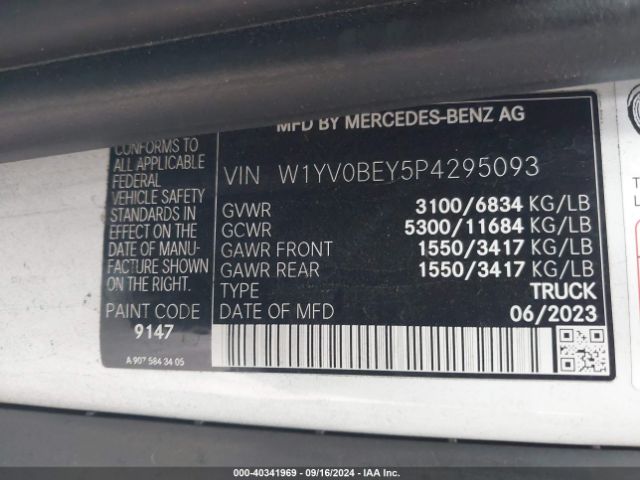 MFD BY MERCEDES-BENZ AG
CONFORMS TO
ALL APPLICABLE
FEDERAL
VEHICLE SAFETY
STANDARDS IN
EFFECT ON THE
DATE OF MANU-
FACTURE SHOWN
ON THE RIGHT.
PAINT CODE
9147
A 907 584 34 05
VIN W1YV0BEY5P4295093
GVWR 3100/6834 KG/LB
GCWR 5300/11684 KG/LB
GAWR FRONT 1550/3417 KG/LB
GAWR REAR 1550/3417 KG/LB
TYPE TRUCK
DATE OF MFD 06/2023
000-40341969 - 09/16/2024 - IAA Inc.